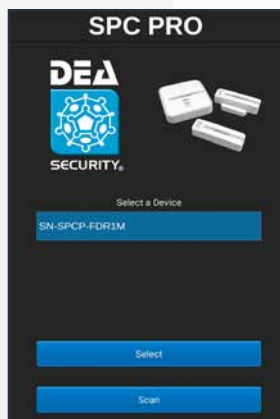 SPC PRO
DEA
SECURITY®
Select a Device
SN-SPCP-FDR1M
Select
Scan